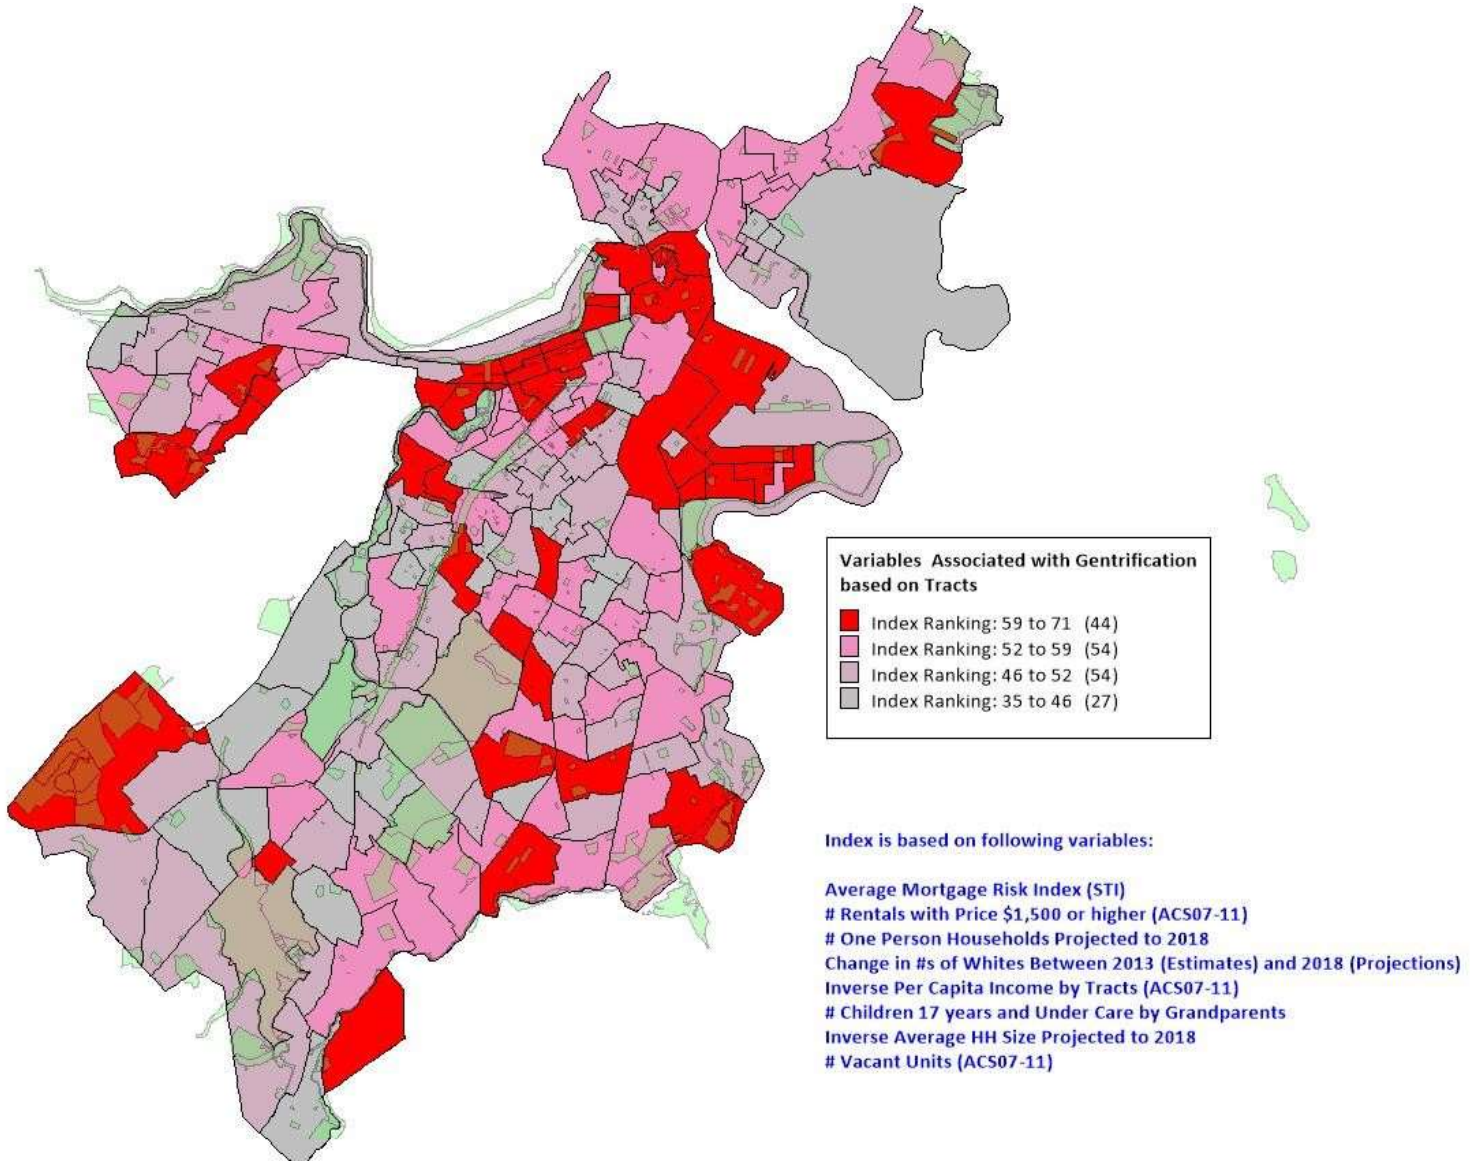 Variables Associated with Gentrification
based on Tracts
Index Ranking: 59 to 71 (44)
Index Ranking: 52 to 59 (54)
Index Ranking: 46 to 52 (54)
Index Ranking: 35 to 46 (27)
Index is based on following variables:
Average Mortgage Risk Index (STI)
# Rentals with Price $1,500 or higher (ACS07-11)
# One Person Households Projected to 2018
Change in #s of Whites Between 2013 (Estimates) and 2018 (Projections)
Inverse Per Capita Income by Tracts (ACS07-11)
# Children 17 years and Under Care by Grandparents
Inverse Average HH Size Projected to 2018
# Vacant Units (ACS07-11)